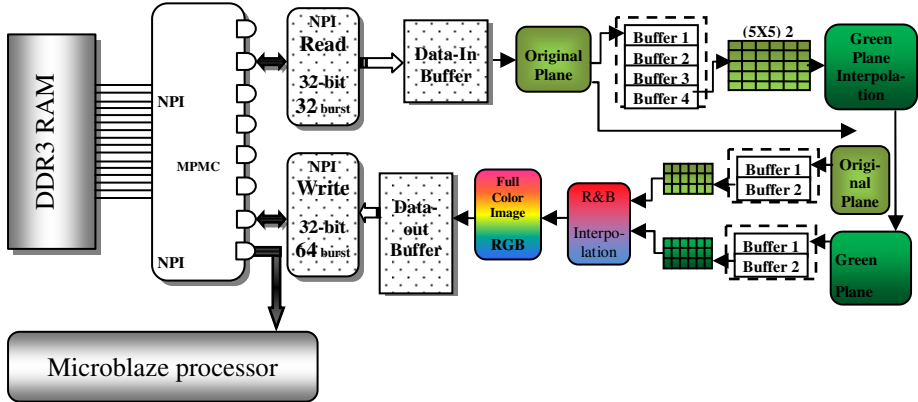 DDR3 RAM
NPI
MPMC
NPI
NPI
Read
32-bit
32 burst
Data-In
Buffer
Original
Plane
Buffer 1
Buffer 2
Buffer 3
Buffer 4
(5X5) 2
Green
Plane
Interpola-
tion
NPI
Write
32-bit
64 burst
Data-
out
Buffer
Full
Color
Image
RGB
R&B
Interpo-
lation
Buffer 1
Buffer 2
Origi-
nal
Plane
Buffer 1
Buffer 2
Green
Plane
Microblaze processor